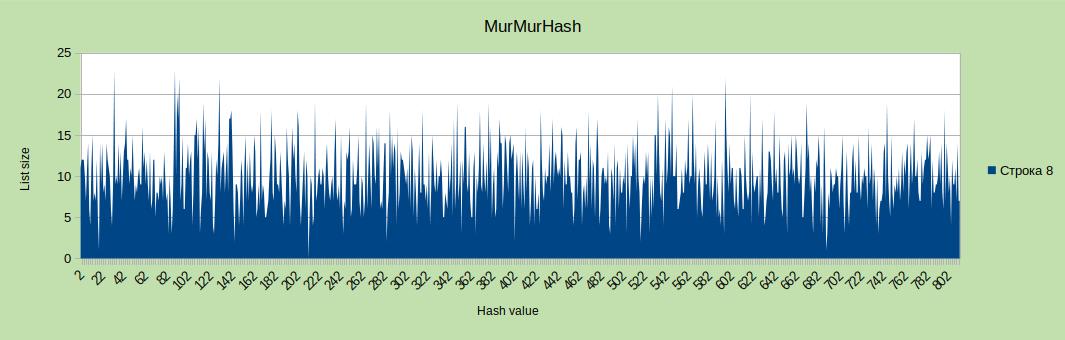 MurMurHash
25
20
15
10
5
0
List size
2 22 42 62 82 102 122 142 162 182 202 222 242 262 282 302 322 342 362 382 402 422 442 462 482 502 522 542 562 582 602 622 642 662 682 702 722 742 762 782 802
Hash value
Строка 8